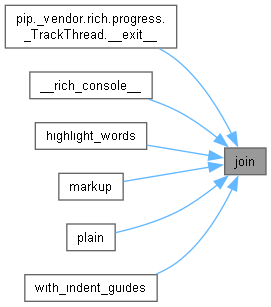 pip._vendor.rich.progress.
_TrackThread.__exit__
__rich_console__
highlight_words
join
markup
plain
with_indent_guides